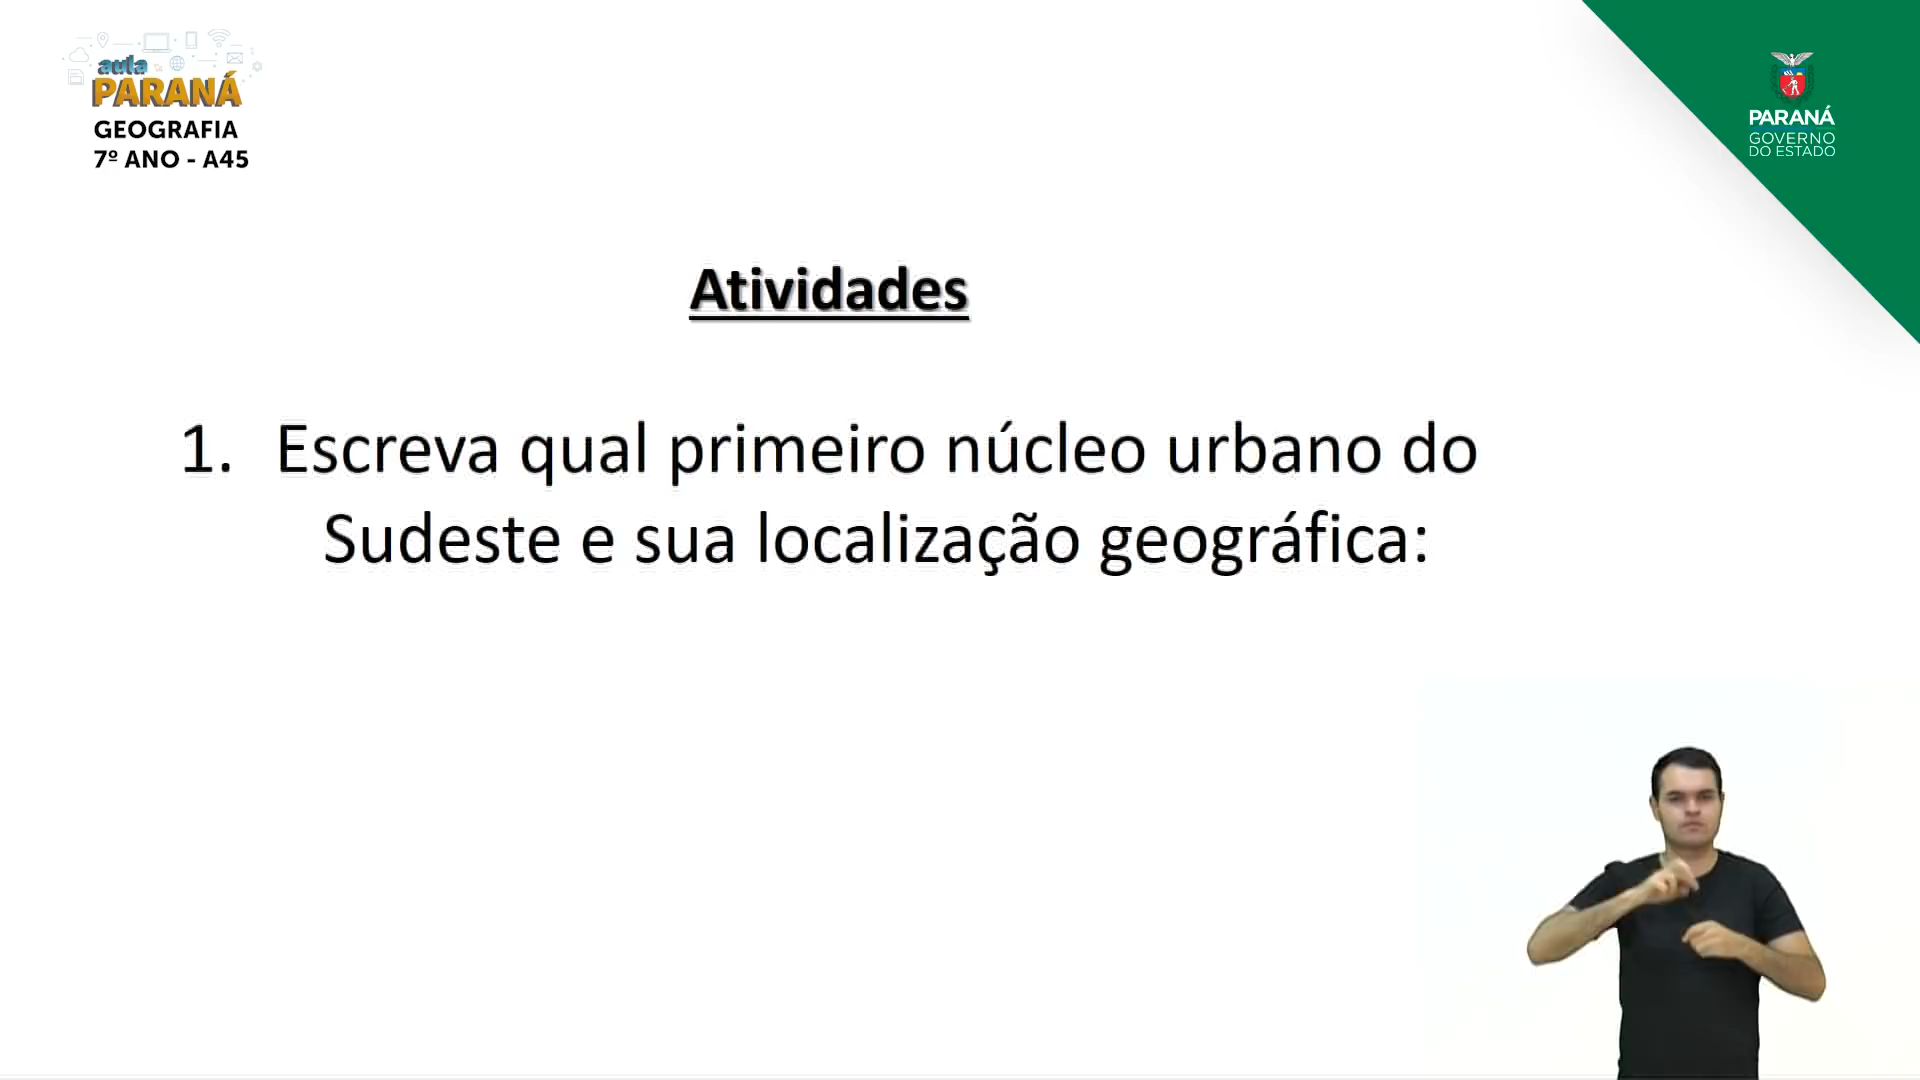 aula
PARANÁ
GEOGRAFIA
7º ANO - A45
PARANÁ
GOVERNO
DO ESTADO
Atividades
1. Escreva qual primeiro núcleo urbano do
Sudeste e sua localização geográfica: